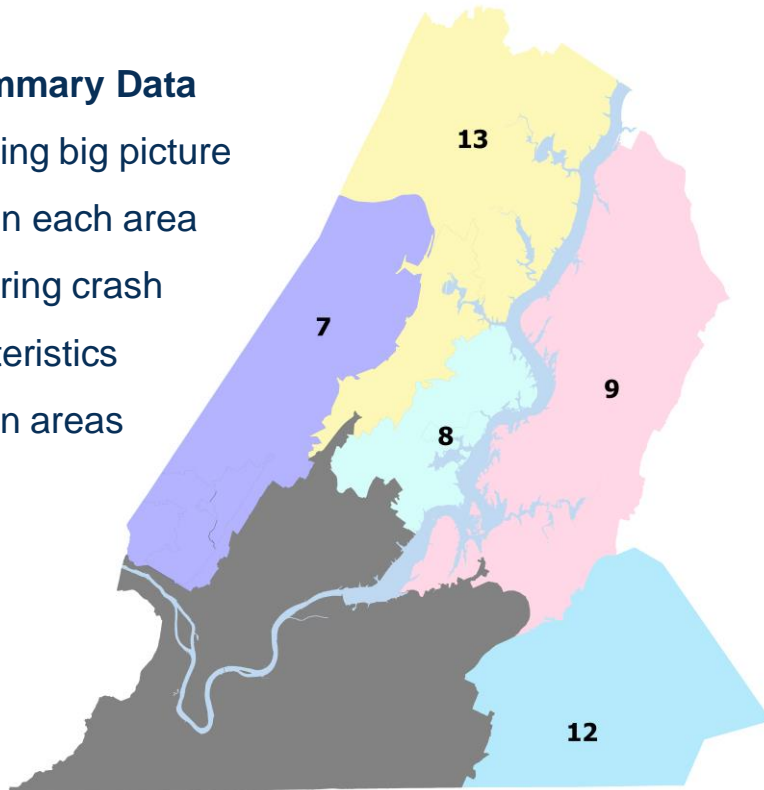 mmary Data
ing big picture
n each area
ring crash
teristics
n areas
13
7
9
8
12